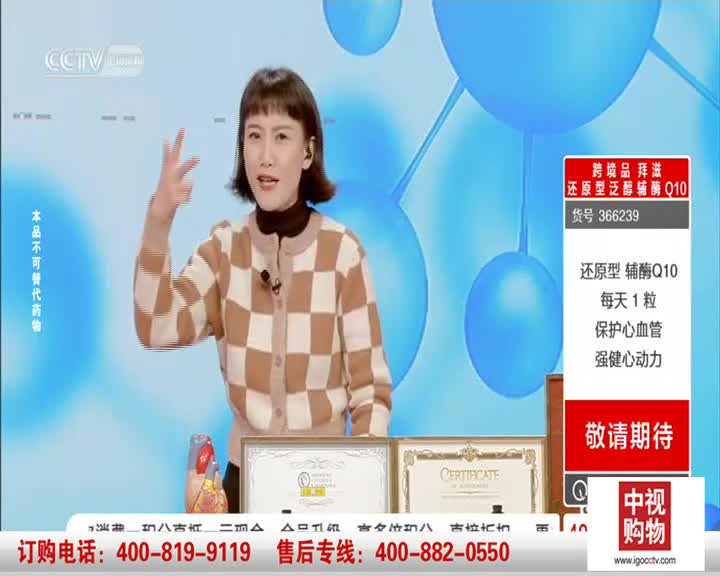 CCTV
本品不可替代药物
跨境品 拜滋
还原型泛醇辅酶Q10
货号 366239
还原型 辅酶Q10
每天 1 粒
保护心血管
强健心动力
敬请期待
CERTIFICATE
中视
购物
www.igocctv.com
订购电话：400-819-9119 售后专线：400-882-0550